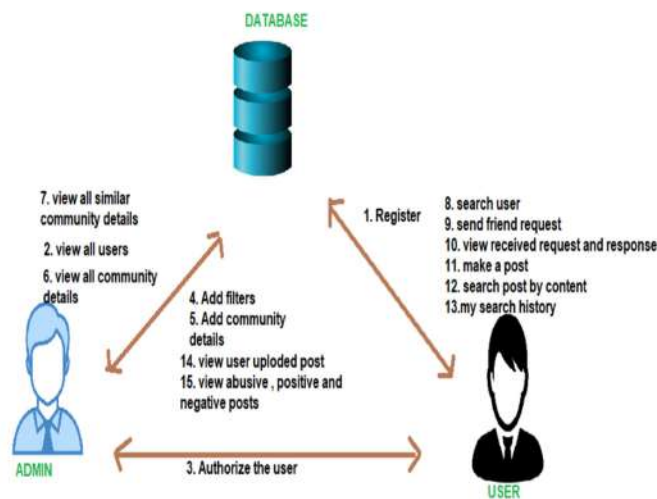 DATABASE
7. view all similar
community details
2. view all users
6. view all community
details
1. Register
8. search user
9. send friend request
10. view received request and response
11. make a post
12. search post by content
13.my search history
4. Add filters
5. Add community
details
14. view user uploded post
15. view abusive , positive and
negative posts
ADMIN
3. Authorize the user
USER